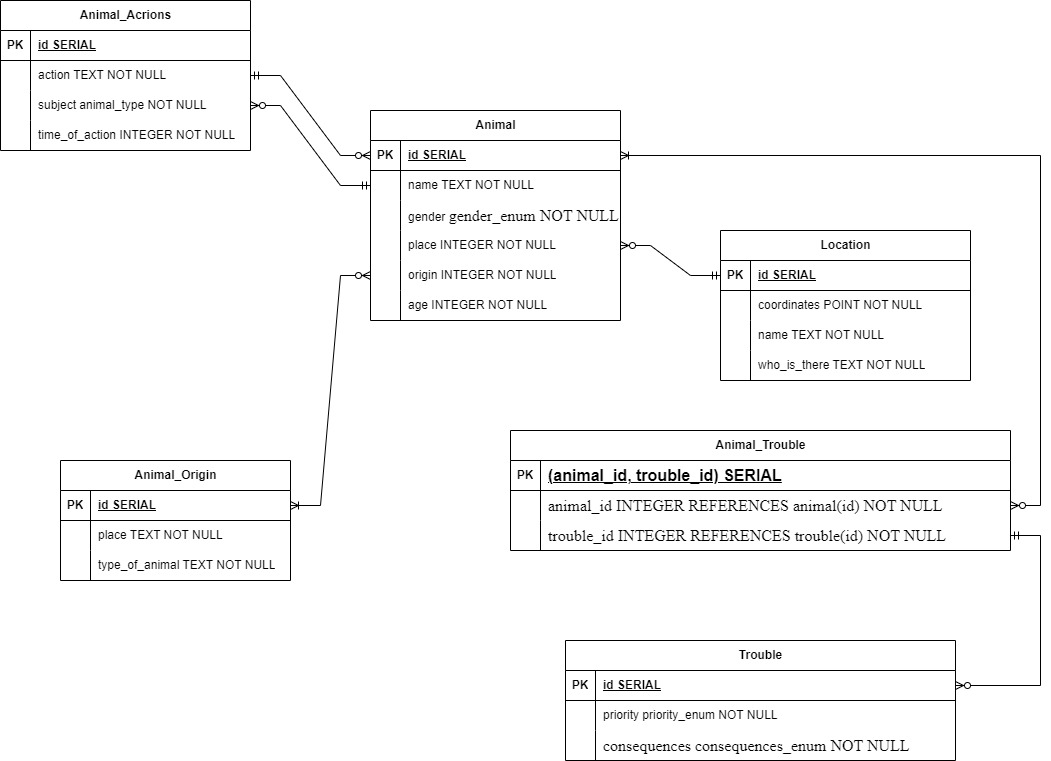 Animal_Acrions
PK id SERIAL
action TEXT NOT NULL
subject animal_type NOT NULL
time_of_action INTEGER NOT NULL
Animal
PK id SERIAL
name TEXT NOT NULL
gender gender_enum NOT NULL
place INTEGER NOT NULL
origin INTEGER NOT NULL
age INTEGER NOT NULL
Location
PK id SERIAL
coordinates POINT NOT NULL
name TEXT NOT NULL
who_is_there TEXT NOT NULL
Animal_Origin
PK id SERIAL
place TEXT NOT NULL
type_of_animal TEXT NOT NULL
Animal_Trouble
PK (animal_id, trouble_id) SERIAL
animal_id INTEGER REFERENCES animal(id) NOT NULL
trouble_id INTEGER REFERENCES trouble(id) NOT NULL
Trouble
PK id SERIAL
priority priority_enum NOT NULL
consequences consequences_enum NOT NULL